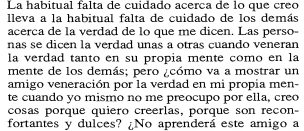 La habitual falta de cuidado acerca de lo que creo
lleva a la habitual falta de cuidado de los demás
acerca de la verdad de lo que me dicen. Las perso-
nas se dicen la verdad unas a otras cuando veneran
la verdad tanto en su propia mente como en la
mente de los demás; pero ¿cómo va a mostrar un
amigo veneración por la verdad en mi propia men-
te cuando yo mismo no me preocupo por ella, creo
cosas porque quiero creerlas, porque son recon-
fortantes y dulces? ¿No aprenderá este amigo a